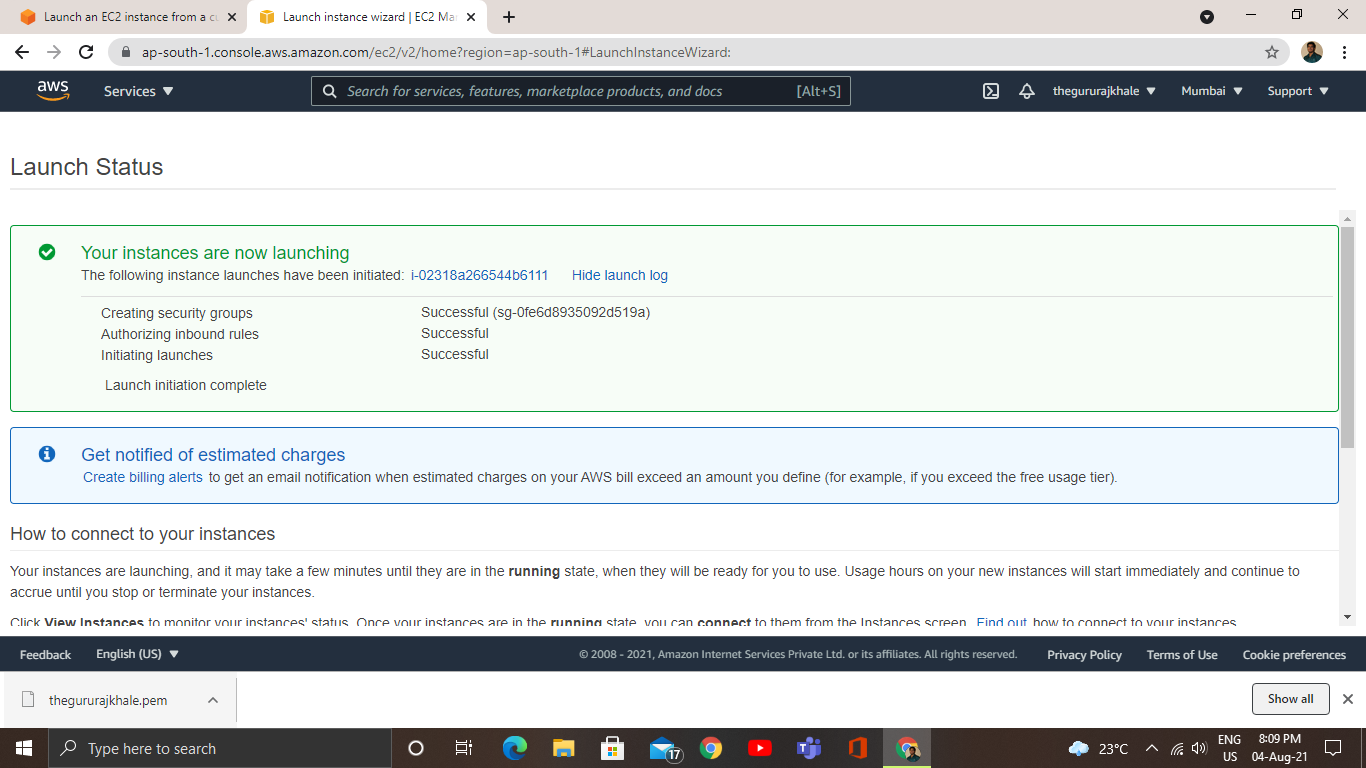 Launch an EC2 instance from a cu
Launch instance wizard | EC2 Mar
ap-south-1.console.aws.amazon.com/ec2/v2/home?region=ap-south-1#LaunchInstanceWizard:
aws Services Search for services, features, marketplace products, and docs [Alt+S] thegururajkhale Mumbai Support
Launch Status
Your instances are now launching
The following instance launches have been initiated: i-02318a266544b6111 Hide launch log
Creating security groups Successful (sg-0fe6d8935092d519a)
Authorizing inbound rules Successful
Initiating launches Successful
Launch initiation complete
Get notified of estimated charges
Create billing alerts to get an email notification when estimated charges on your AWS bill exceed an amount you define (for example, if you exceed the free usage tier).
How to connect to your instances
Your instances are launching, and it may take a few minutes until they are in the running state, when they will be ready for you to use. Usage hours on your new instances will start immediately and continue to
accrue until you stop or terminate your instances.
Click View Instances to monitor your instances' status. Once your instances are in the running state, you can connect to them from the Instances screen. Find out how to connect to your instances.
Feedback English (US) © 2008 - 2021, Amazon Internet Services Private Ltd. or its affiliates. All rights reserved. Privacy Policy Terms of Use Cookie preferences
thegururajkhale.pem Show all
Type here to search 17 23°C ENG 8:09 PM
US 04-Aug-21